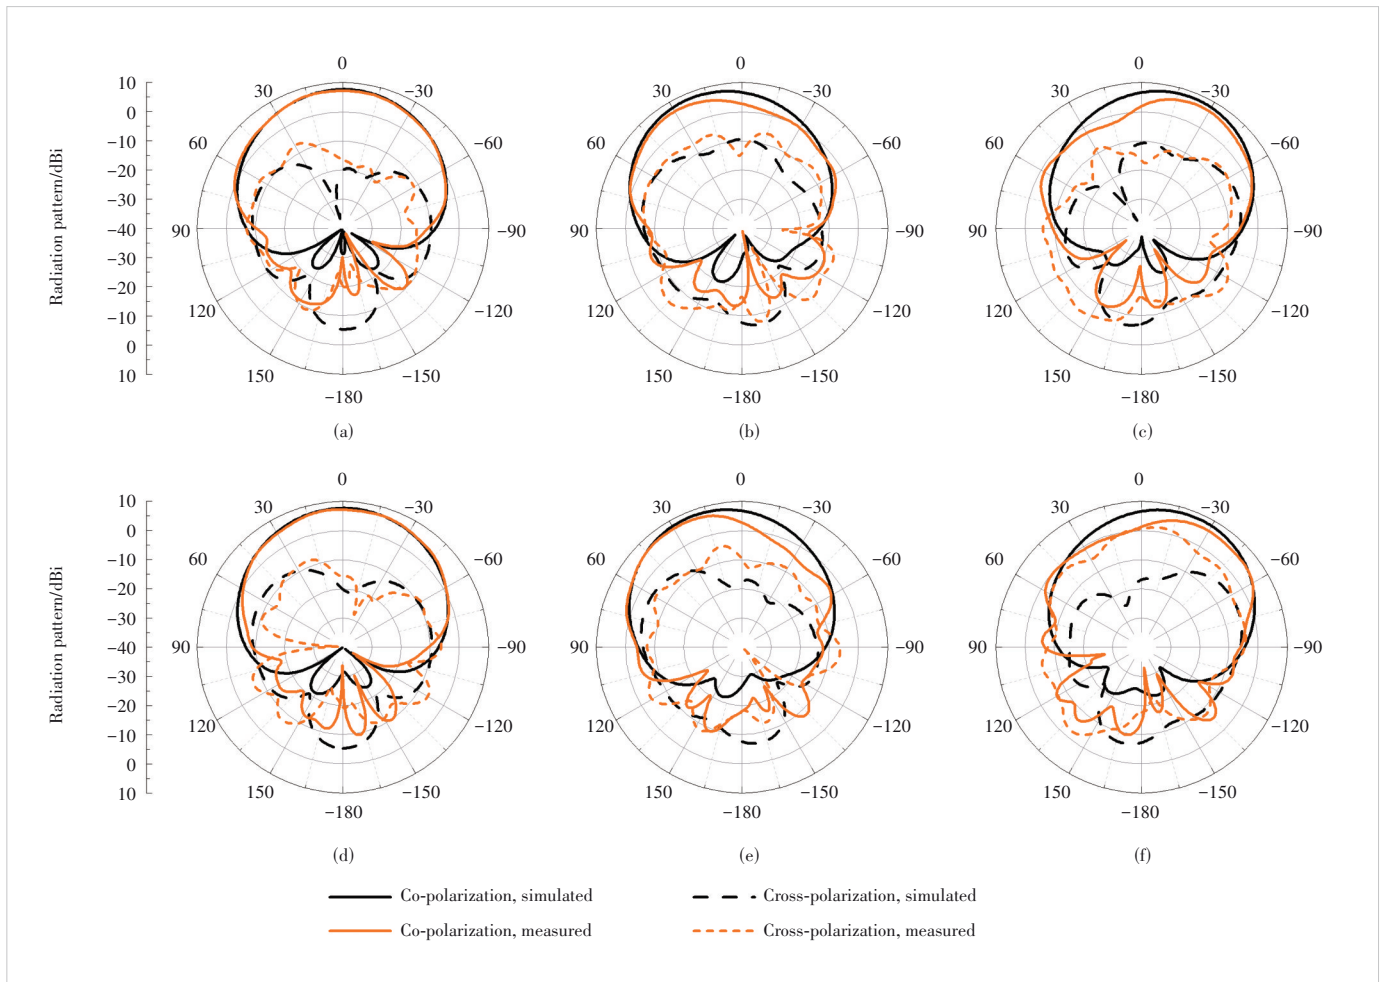 0 0 0
10 30 −30 30 −30 30 −30
0
60 −60 60 −60 60 −60
−10
−20
−30
Radiation pattern/dBi
−40 90 −90 90 −90 90 −90
−30
−20
120 −120 120 −120 120 −120
−10
0
10 150 −150 150 −150 150 −150
−180 −180 −180
(a) (b) (c)
0 0 0
10 30 −30 30 −30 30 −30
0
60 −60 60 −60 60 −60
−10
−20
−30
Radiation pattern/dBi
−40 90 −90 90 −90 90 −90
−30
−20
120 −120 120 −120 120 −120
−10
0
10 150 −150 150 −150 150 −150
−180 −180 −180
(d) (e) (f)
Co-polarization, simulated Cross-polarization, simulated
Co-polarization, measured Cross-polarization, measured